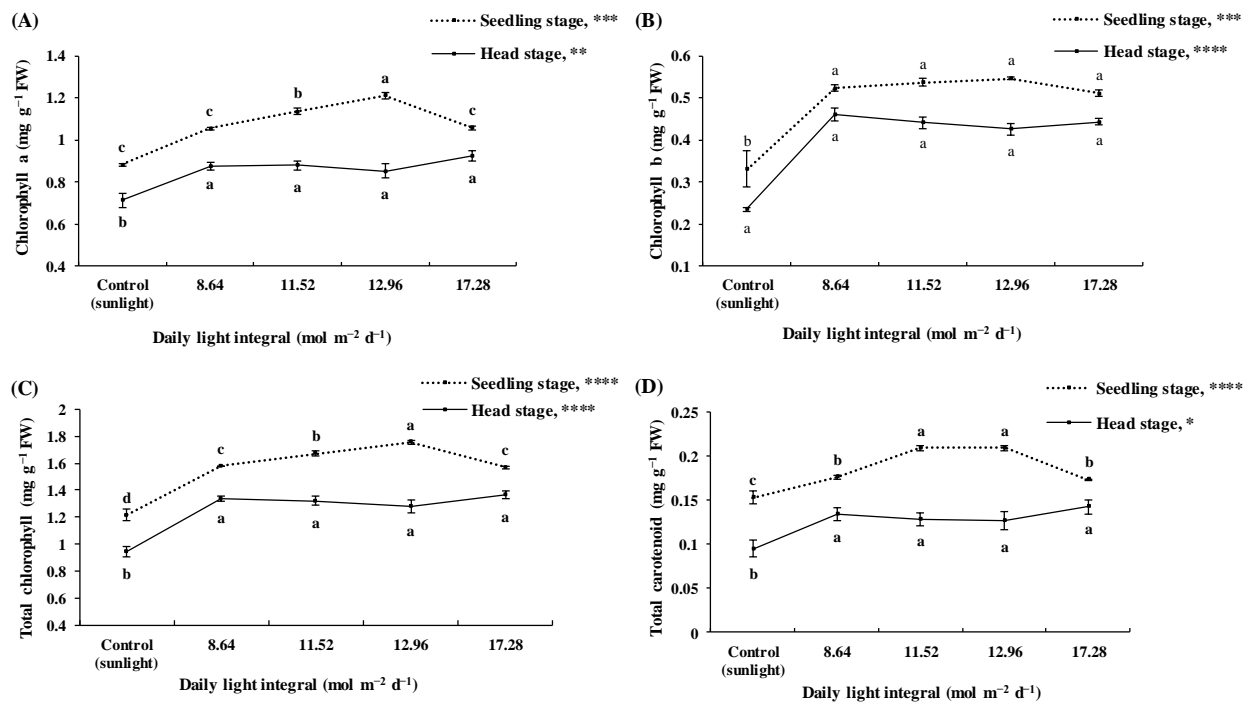 (A)
Seedling stage, ***
Head stage, **
Chlorophyll a (mg g⁻¹ FW)
1.4
1.2
1
0.8
0.6
0.4
c
c
b
a
c
b
a
a
a
a
Control
(sunlight)
8.64
11.52
12.96
17.28
Daily light integral (mol m⁻² d⁻¹)
(B)
Seedling stage, ***
Head stage, ****
Chlorophyll b (mg g⁻¹ FW)
0.6
0.5
0.4
0.3
0.2
0.1
b
a
a
a
a
a
a
a
a
a
Control
(sunlight)
8.64
11.52
12.96
17.28
Daily light integral (mol m⁻² d⁻¹)
(C)
Seedling stage, ****
Head stage, ****
Total chlorophyll (mg g⁻¹ FW)
2
1.8
1.6
1.4
1.2
1
0.8
0.6
0.4
d
c
b
a
c
b
a
a
a
a
Control
(sunlight)
8.64
11.52
12.96
17.28
Daily light integral (mol m⁻² d⁻¹)
(D)
Seedling stage, ****
Head stage, *
Total carotenoid (mg g⁻¹ FW)
0.25
0.2
0.15
0.1
0.05
0
c
b
a
a
b
b
a
a
a
a
Control
(sunlight)
8.64
11.52
12.96
17.28
Daily light integral (mol m⁻² d⁻¹)